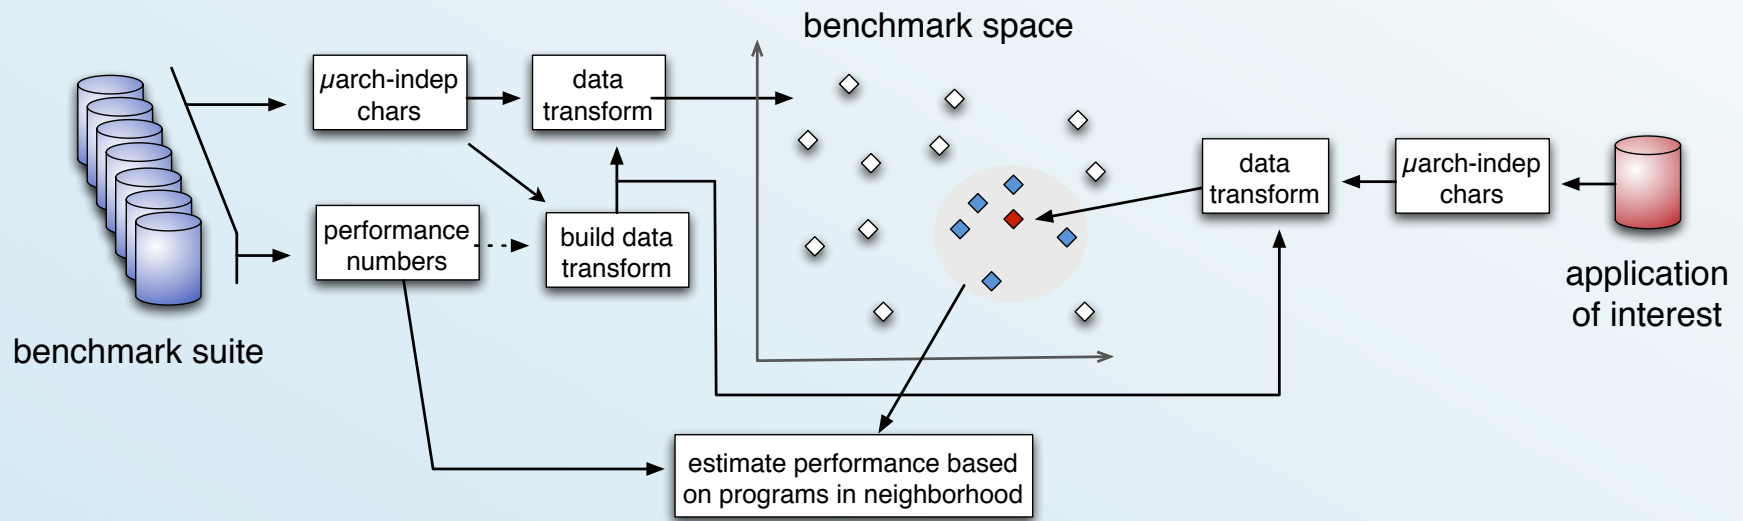 benchmark space
µarch-indep
chars
data
transform
performance
numbers
build data
transform
benchmark suite
data
transform
µarch-indep
chars
application
of interest
estimate performance based
on programs in neighborhood